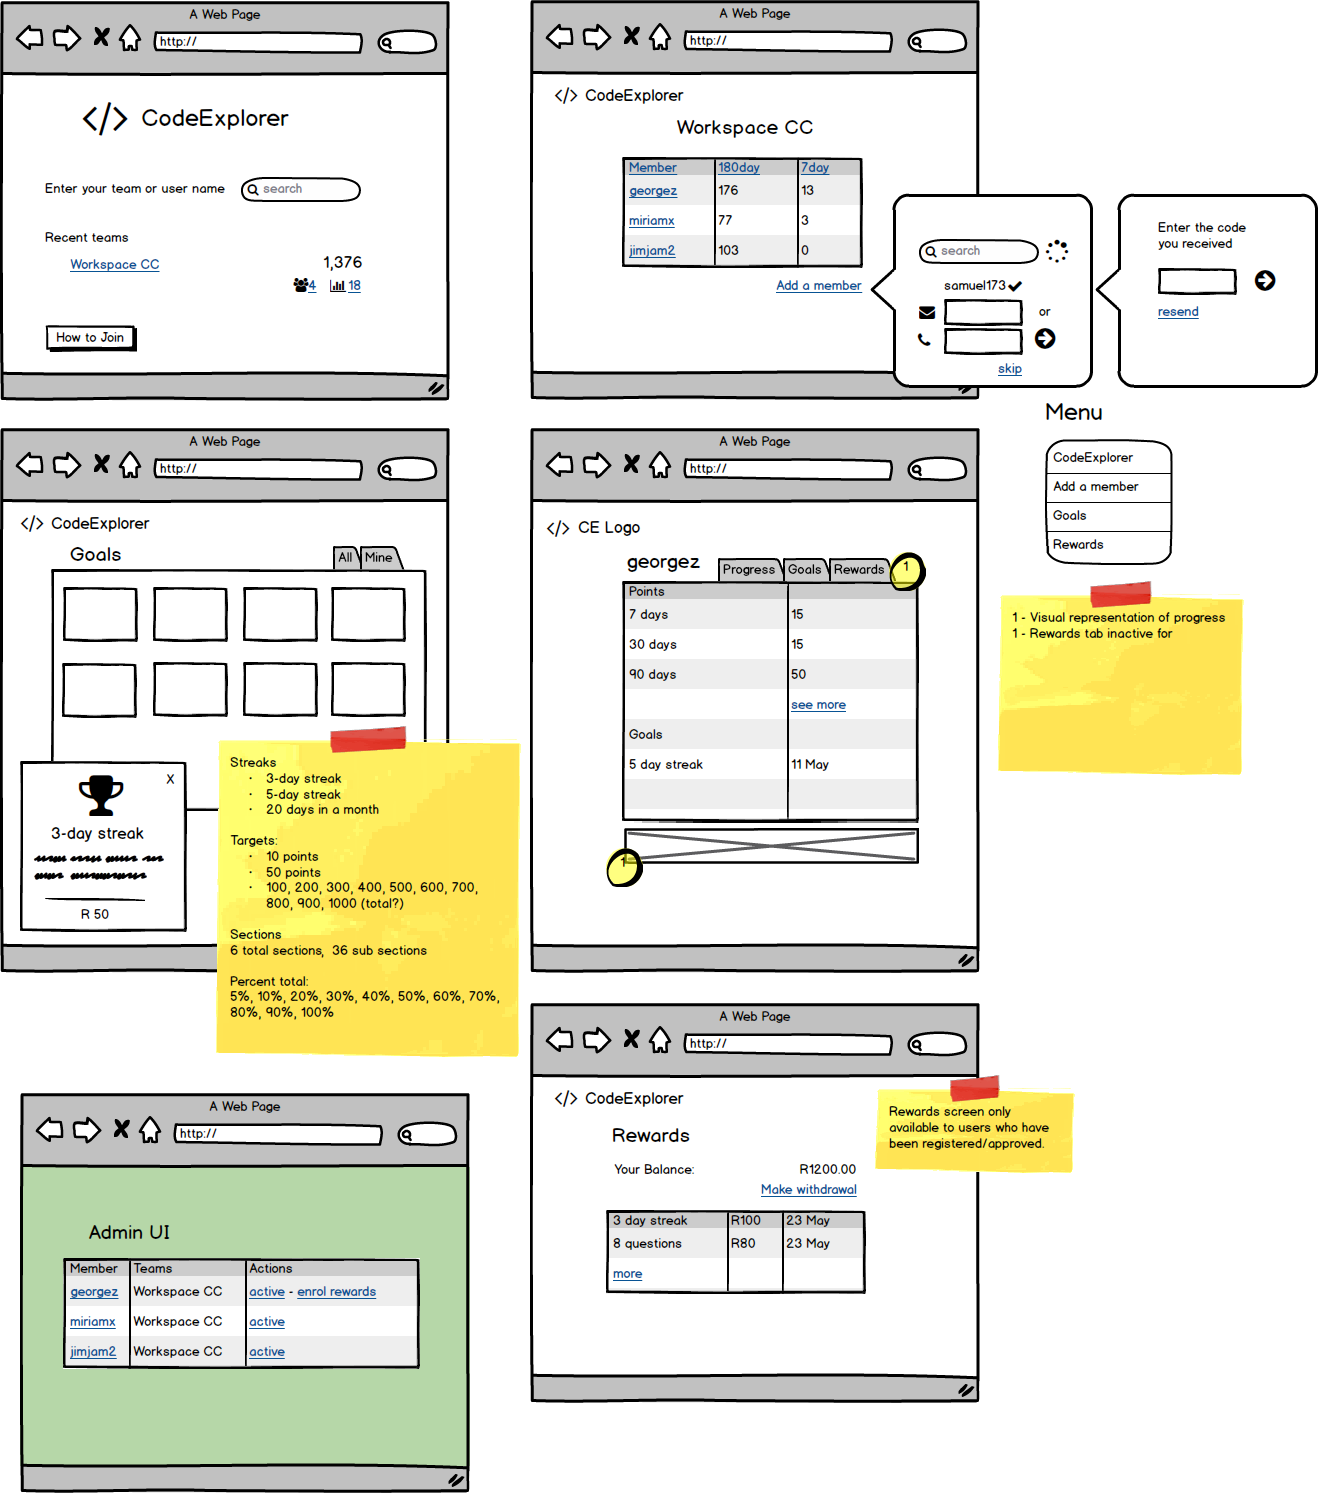 A Web Page
http://
</> CodeExplorer
Enter your team or user name
search
Recent teams
Workspace CC
1,376
4
18
How to Join
A Web Page
http://
</> CodeExplorer
Workspace CC
Member 180day 7day
georgez 176 13
miriamx 77 3
jimjam2 103 0
Add a member
search
samuel173
or
skip
Enter the code
you received
resend
Menu
CodeExplorer
Add a member
Goals
Rewards
A Web Page
http://
</> CodeExplorer
Goals
All Mine
X
3-day streak
R 50
Streaks
· 3-day streak
· 5-day streak
· 20 days in a month
Targets:
· 10 points
· 50 points
· 100, 200, 300, 400, 500, 600, 700,
800, 900, 1000 (total?)
Sections
6 total sections, 36 sub sections
Percent total:
5%, 10%, 20%, 30%, 40%, 50%, 60%, 70%,
80%, 90%, 100%
A Web Page
http://
</> CE Logo
georgez Progress Goals Rewards 1
Points
7 days 15
30 days 15
90 days 50
see more
Goals
5 day streak 11 May
1
1 - Visual representation of progress
1 - Rewards tab inactive for
A Web Page
http://
</> CodeExplorer
Rewards
Your Balance: R1200.00
Make withdrawal
3 day streak R100 23 May
8 questions R80 23 May
more
Rewards screen only
available to users who have
been registered/approved.
A Web Page
http://
Admin UI
Member Teams Actions
georgez Workspace CC active - enrol rewards
miriamx Workspace CC active
jimjam2 Workspace CC active